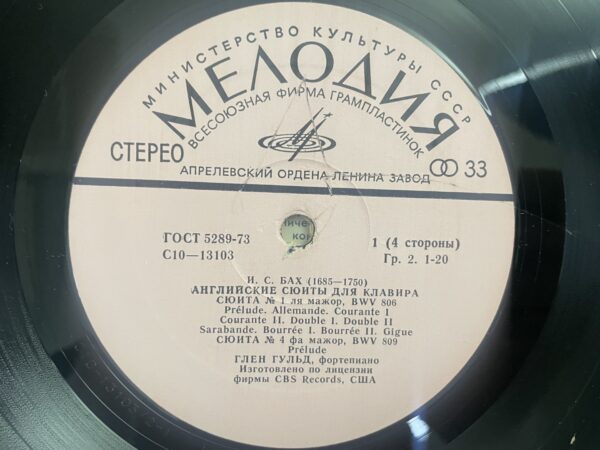 МИНИСТЕРСТВО КУЛЬТУРЫ СССР
МЕЛОДИЯ
ВСЕСОЮЗНАЯ ФИРМА ГРАМПЛАСТИНОК
СТЕРЕО
33
АПРЕЛЕВСКИЙ ОРДЕНА ЛЕНИНА ЗАВОД
ГОСТ 5289-73
1 (4 стороны)
С10—13103
Гр. 2. 1-20
И. С. БАХ (1685—1750)
АНГЛИЙСКИЕ СЮИТЫ ДЛЯ КЛАВИРА
СЮИТА № 1 ля мажор, BWV 806
Prélude. Allemande. Courante I
Courante II. Double I. Double II
Sarabande. Bourrée I. Bourrée II. Gigue
СЮИТА № 4 фа мажор, BWV 809
Prélude
ГЛЕН ГУЛЬД, фортепиано
Изготовлено по лицензии
фирмы CBS Records, США